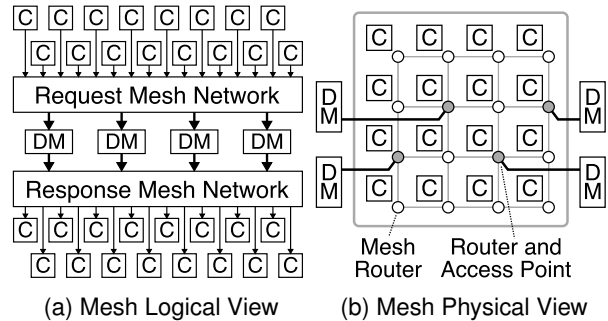 C C C C C C C C
C C C C C C C C
Request Mesh Network
DM DM DM DM
Response Mesh Network
C C C C C C C C
C C C C C C C C
(a) Mesh Logical View
C C C C
C C C C
D
M
D
M
C C C C
D
M
D
M
C C C C
Mesh
Router
Router and
Access Point
(b) Mesh Physical View